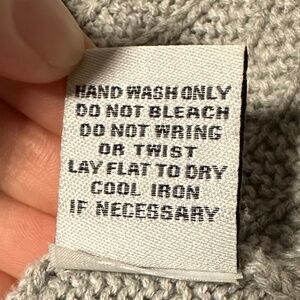 HAND WASH ONLY
DO NOT BLEACH
DO NOT WRING
OR TWIST
LAY FLAT TO DRY
COOL IRON
IF NECESSARY